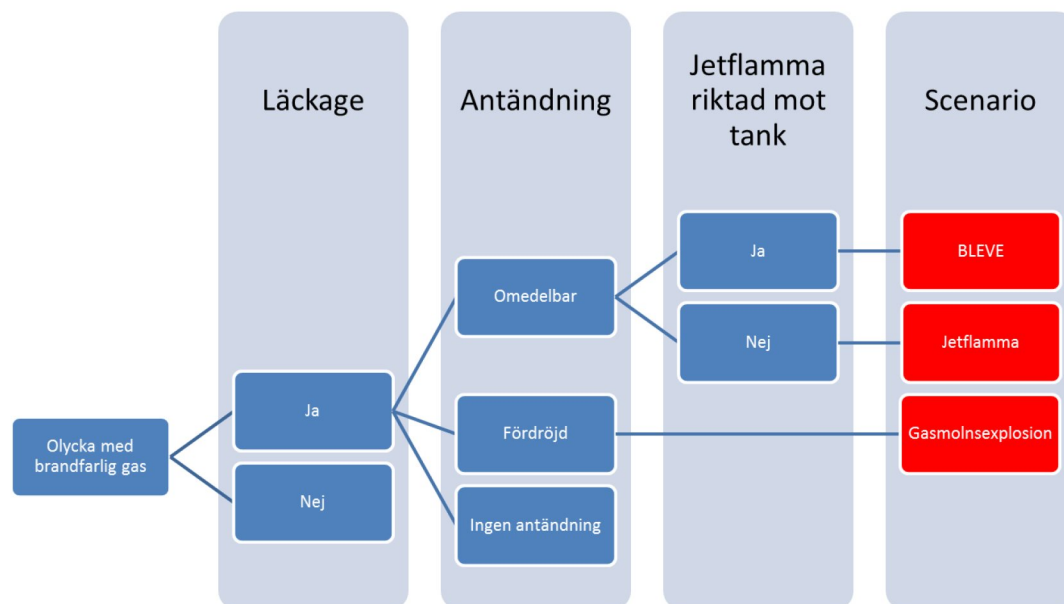 Läckage
Antändning
Jetflamma
riktad mot
tank
Scenario
Ja
BLEVE
Omedelbar
Nej
Jetflamma
Ja
Olycka med
brandfarlig gas
Fördröjd
Gasmolnsexplosion
Nej
Ingen antändning